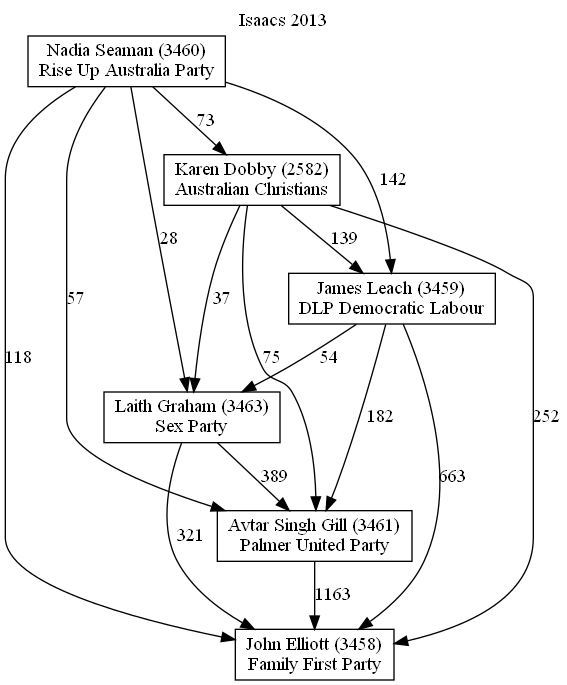 Isaacs 2013
Nadia Seaman (3460)
Rise Up Australia Party
73
Karen Dobby (2582)
Australian Christians
142
28
139
James Leach (3459)
DLP Democratic Labour
57
37
118
75
54
Laith Graham (3463)
Sex Party
182
252
389
663
Avtar Singh Gill (3461)
Palmer United Party
321
1163
John Elliott (3458)
Family First Party